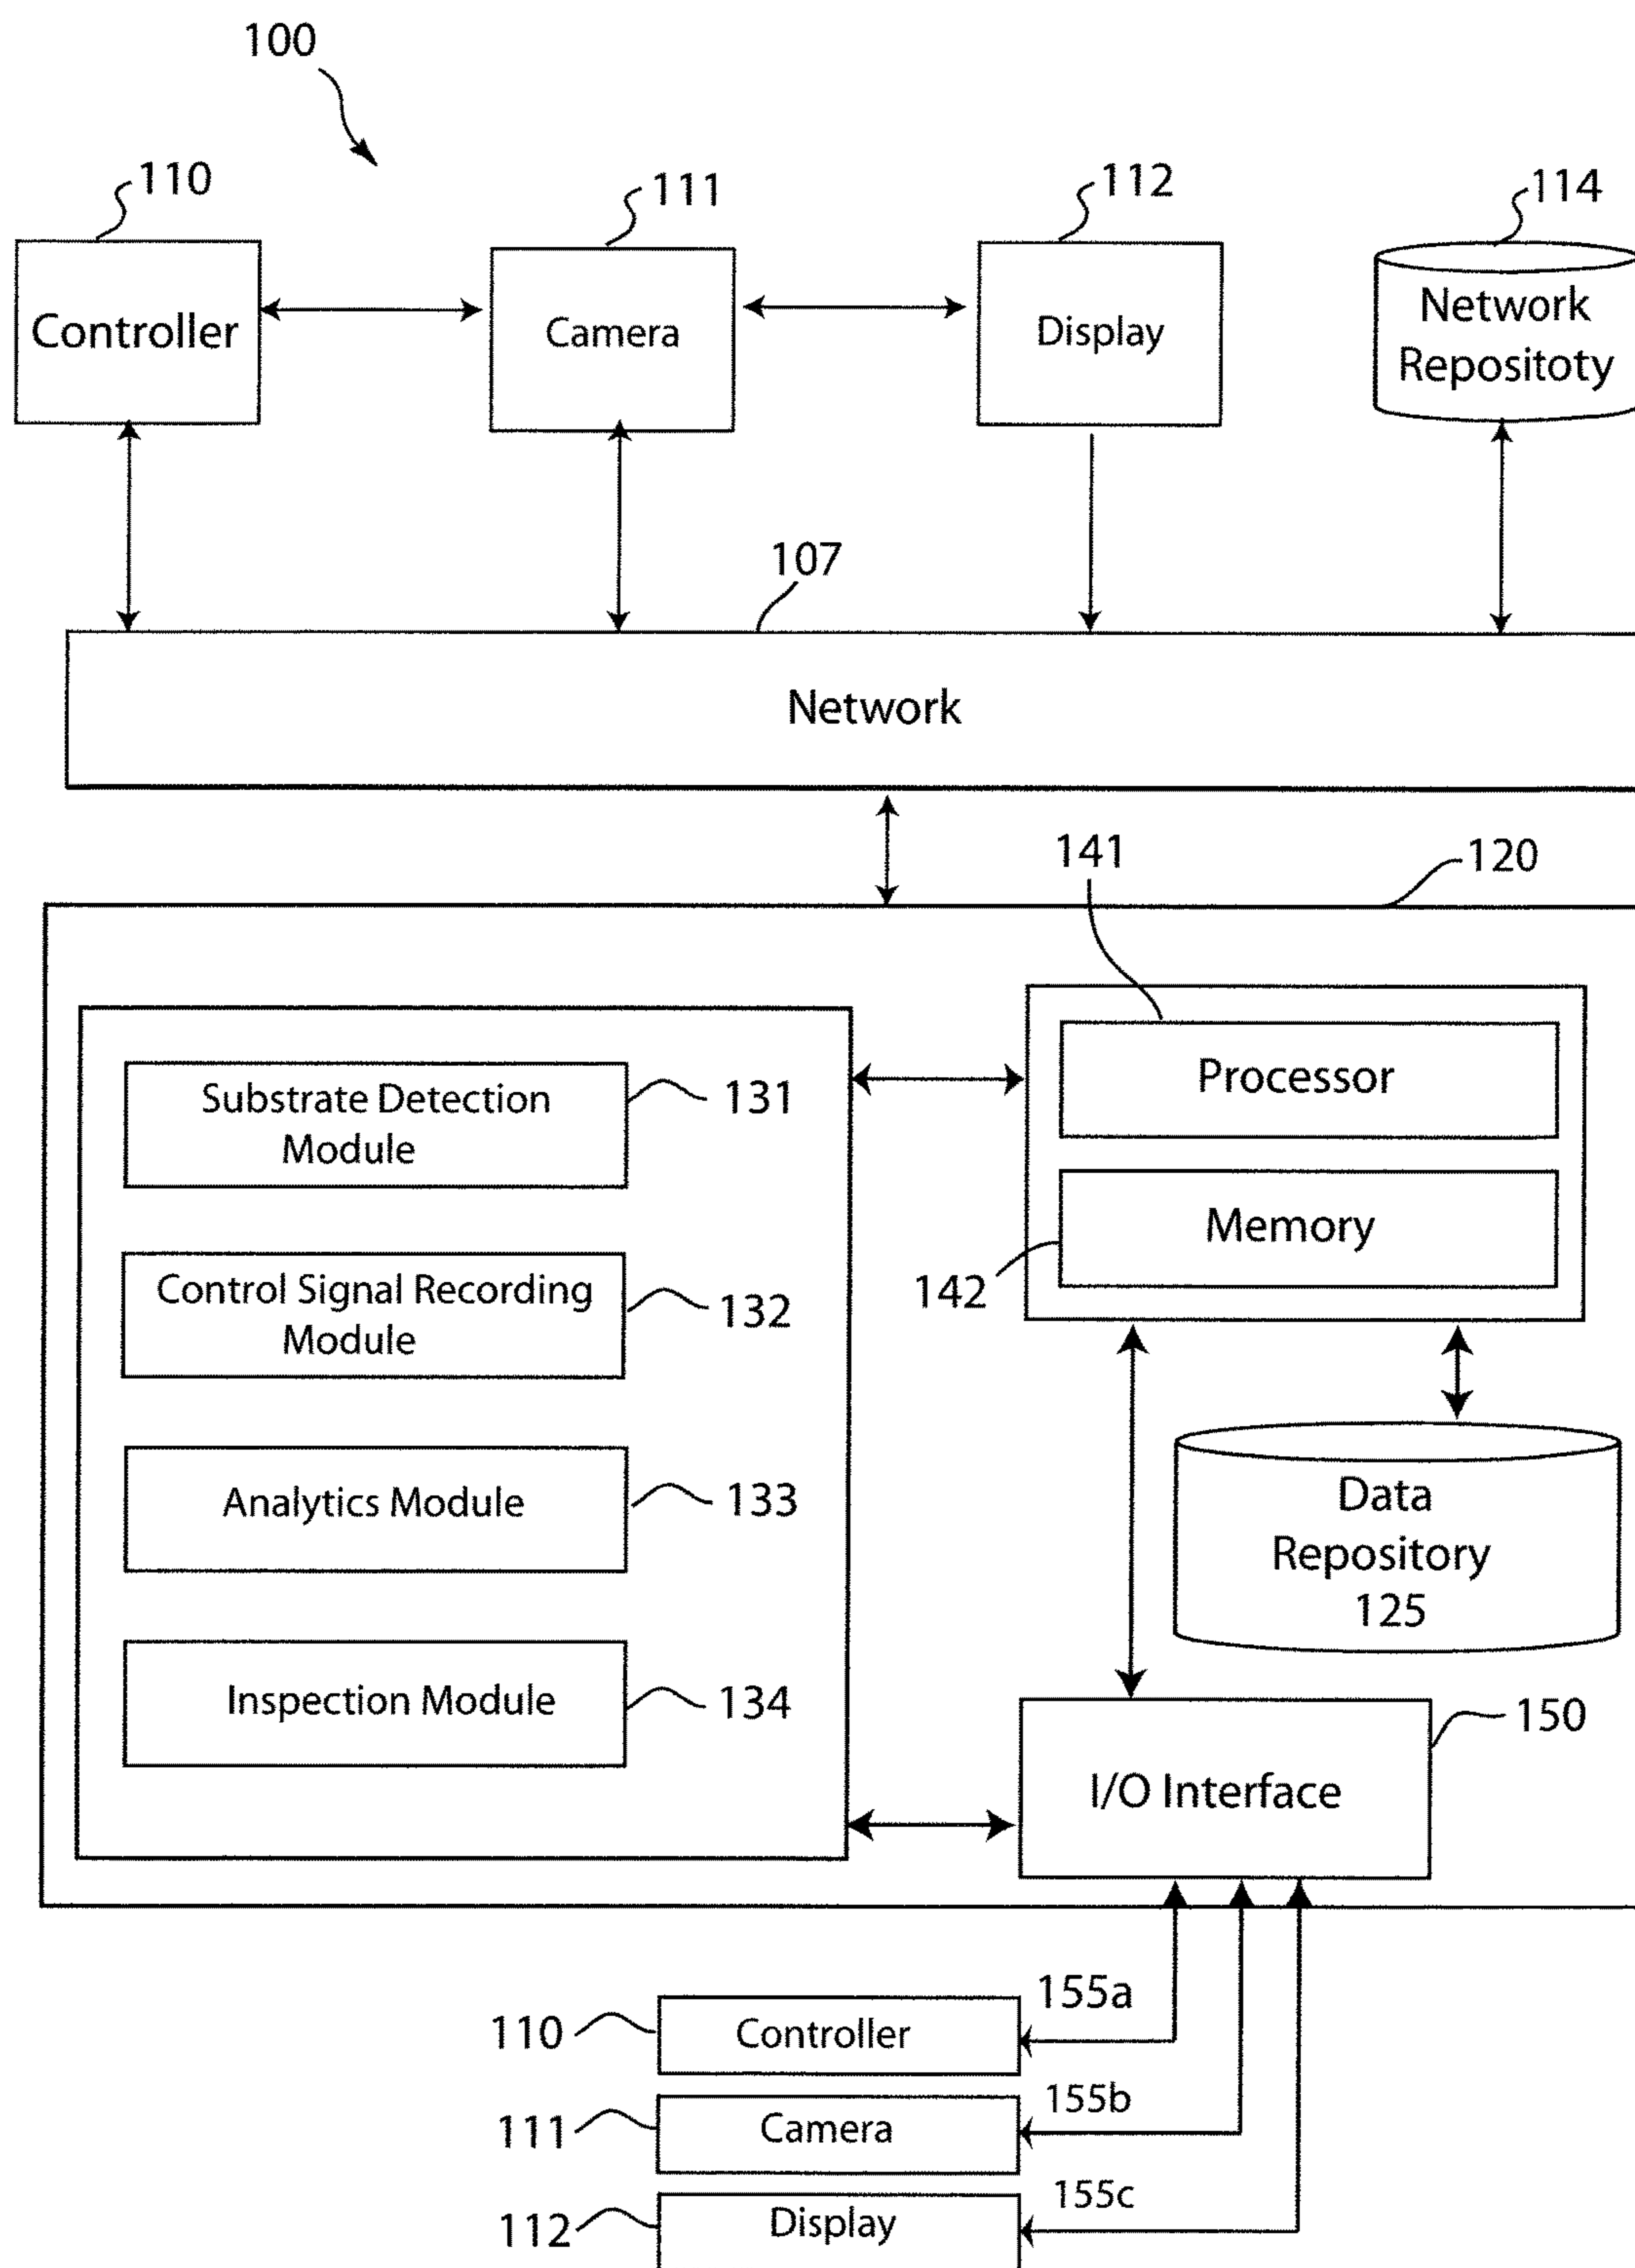 100
110
111
112
114
Controller
Camera
Display
Network
Repositoty
107
Network
141
120
Substrate Detection
Module
131
Processor
Control Signal Recording
Module
132
Memory
142
Analytics Module
133
Data
Repository
125
Inspection Module
134
150
I/O Interface
155a
110
Controller
155b
111
Camera
155c
112
Display